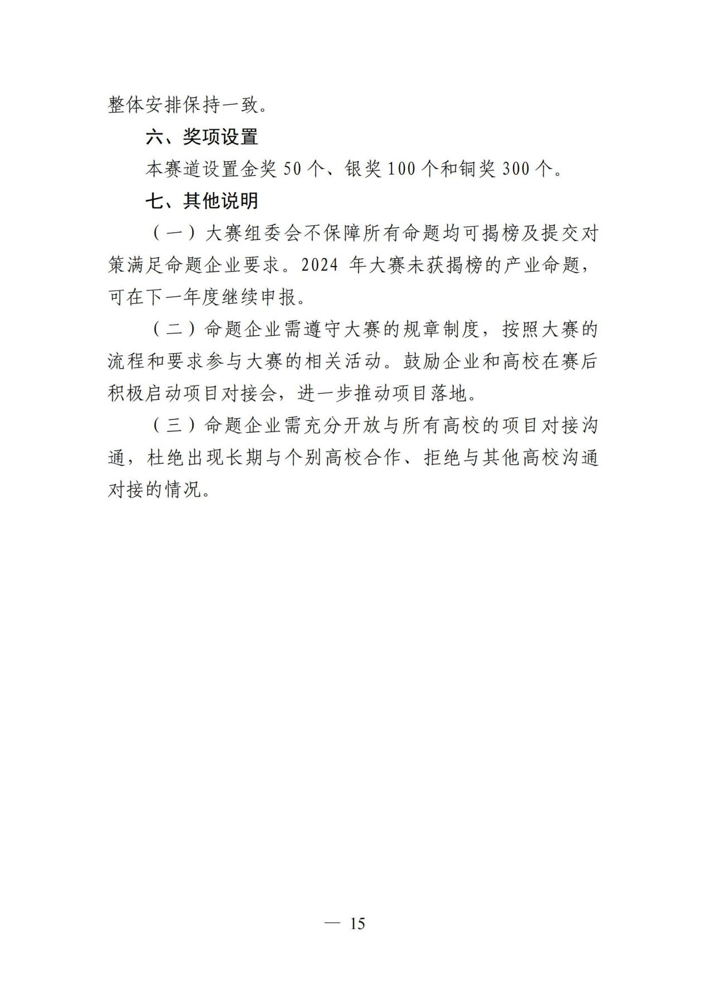 整体安排保持一致。
六、奖项设置
本赛道设置金奖 50 个、银奖 100 个和铜奖 300 个。
七、其他说明
（一）大赛组委会不保障所有命题均可揭榜及提交对
策满足命题企业要求。2024 年大赛未获揭榜的产业命题，
可在下一年度继续申报。
（二）命题企业需遵守大赛的规章制度，按照大赛的
流程和要求参与大赛的相关活动。鼓励企业和高校在赛后
积极启动项目对接会，进一步推动项目落地。
（三）命题企业需充分开放与所有高校的项目对接沟
通，杜绝出现长期与个别高校合作、拒绝与其他高校沟通
对接的情况。
— 15